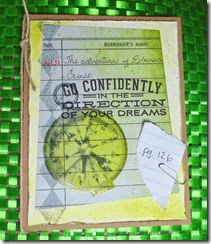 BORROWER'S NAME
The adventures of Robinson
Cruso
GO CONFIDENTLY
IN THE
DIRECTION
OF YOUR DREAMS
pg 126